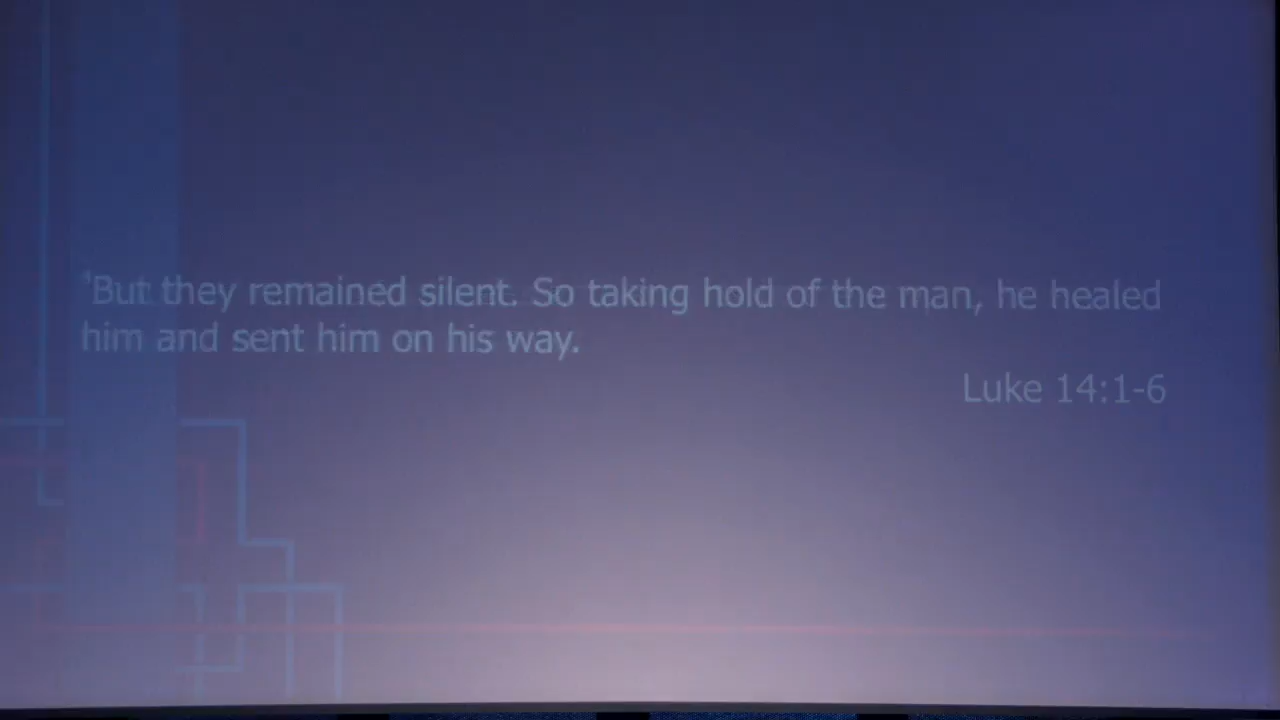 ⁴But they remained silent. So taking hold of the man, he healed
him and sent him on his way.
Luke 14:1-6